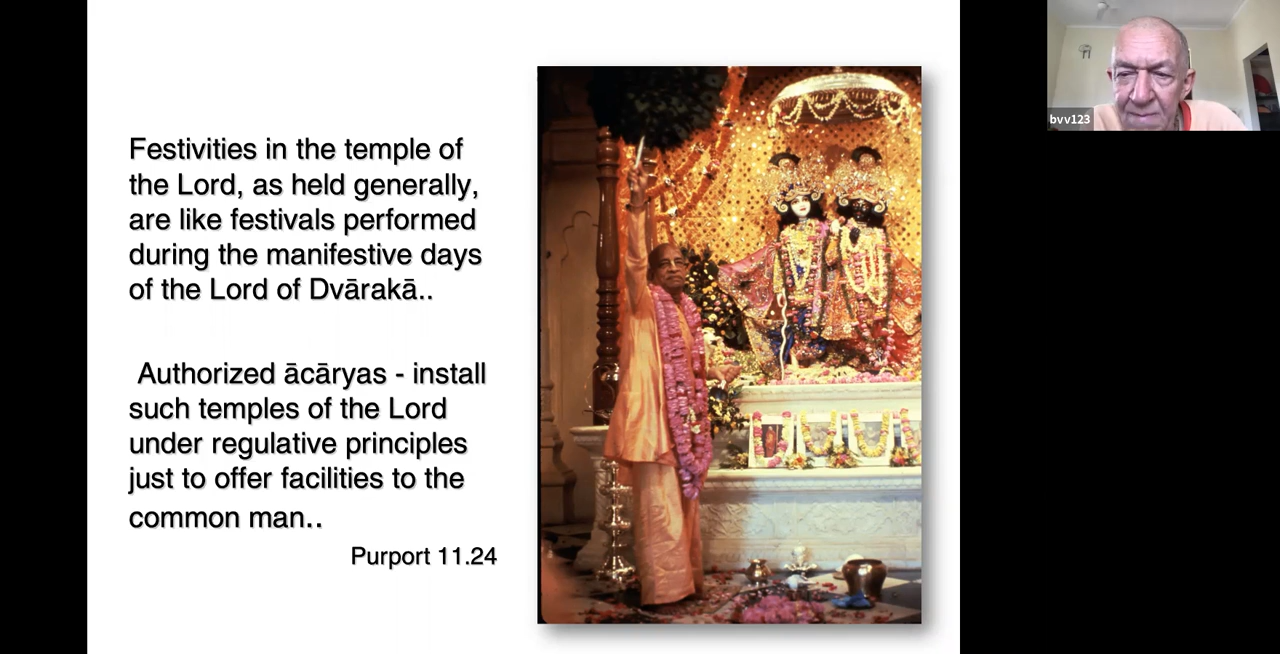 Festivities in the temple of
the Lord, as held generally,
are like festivals performed
during the manifestive days
of the Lord of Dvārakā..
Authorized ācāryas - install
such temples of the Lord
under regulative principles
just to offer facilities to the
common man..
Purport 11.24
bvv123